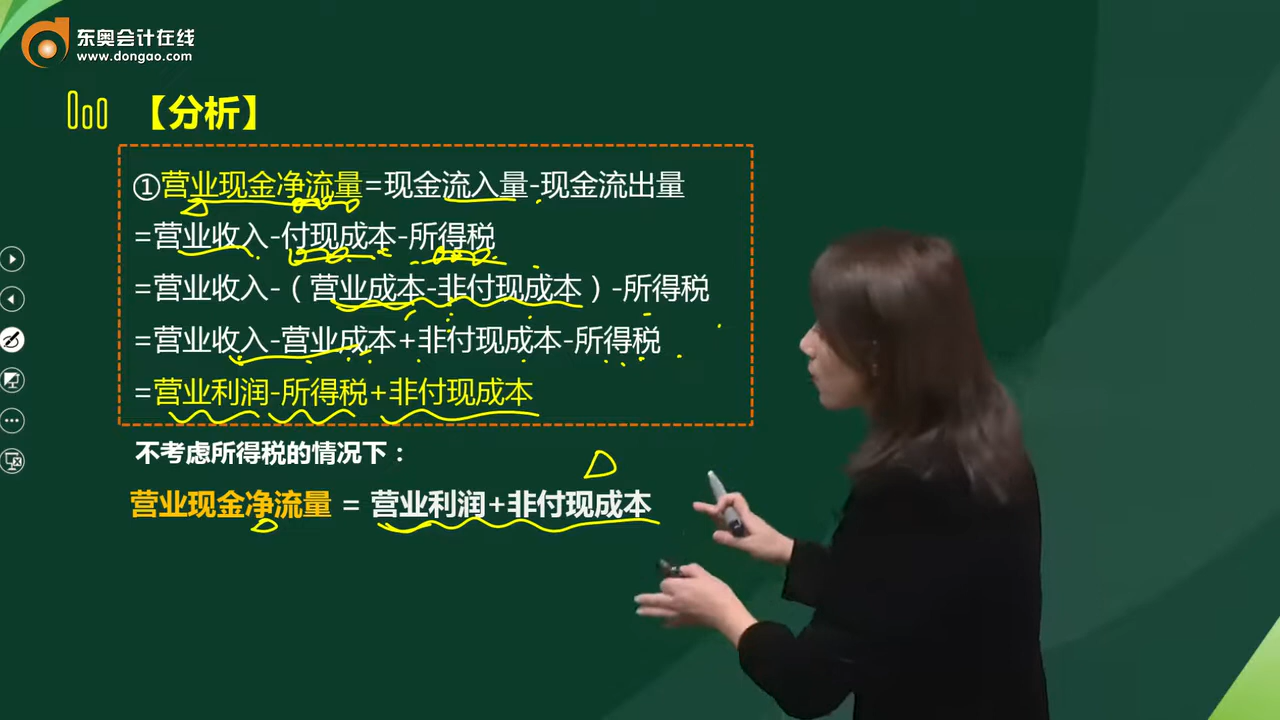 东奥会计在线
www.dongao.com
【分析】
①营业现金净流量=现金流入量-现金流出量
=营业收入-付现成本-所得税
=营业收入-（营业成本-非付现成本）-所得税
=营业收入-营业成本+非付现成本-所得税
=营业利润-所得税+非付现成本
不考虑所得税的情况下：
营业现金净流量 = 营业利润+非付现成本